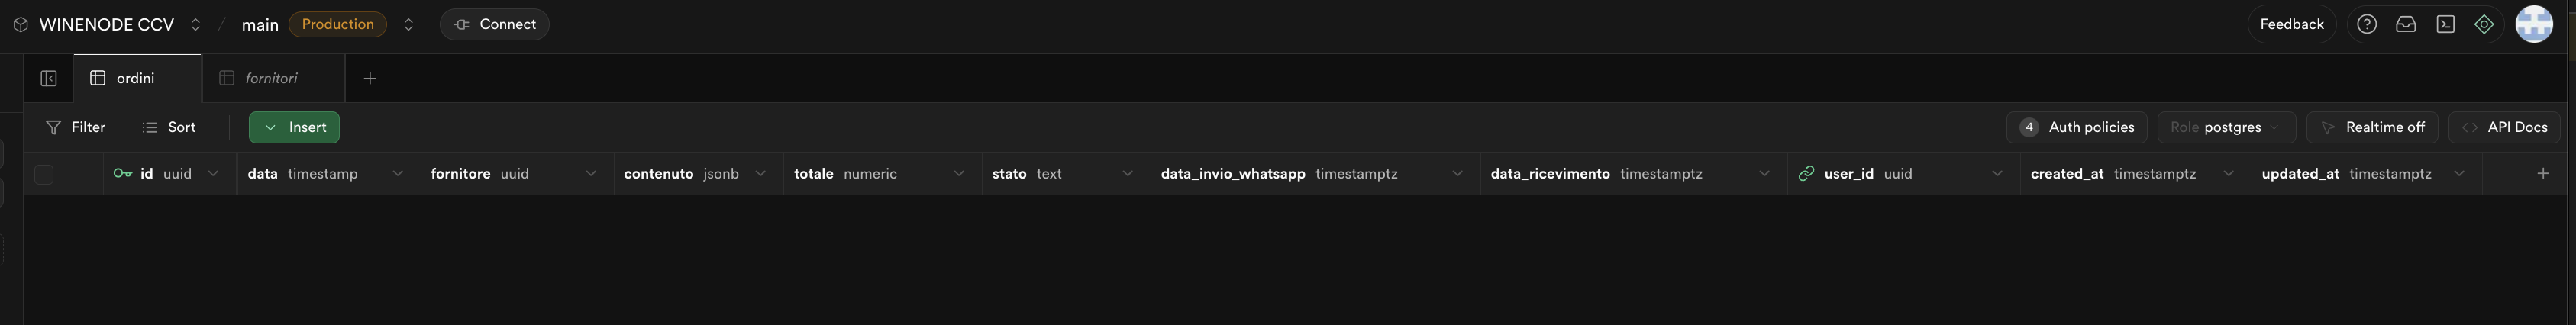 WINENODE CCV / main Production Connect Feedback
ordini fornitori
Filter Sort Insert 4 Auth policies Role postgres Realtime off API Docs
id uuid data timestamp fornitore uuid contenuto jsonb totale numeric stato text data_invio_whatsapp timestamptz data_ricevimento timestamptz user_id uuid created_at timestamptz updated_at timestamptz